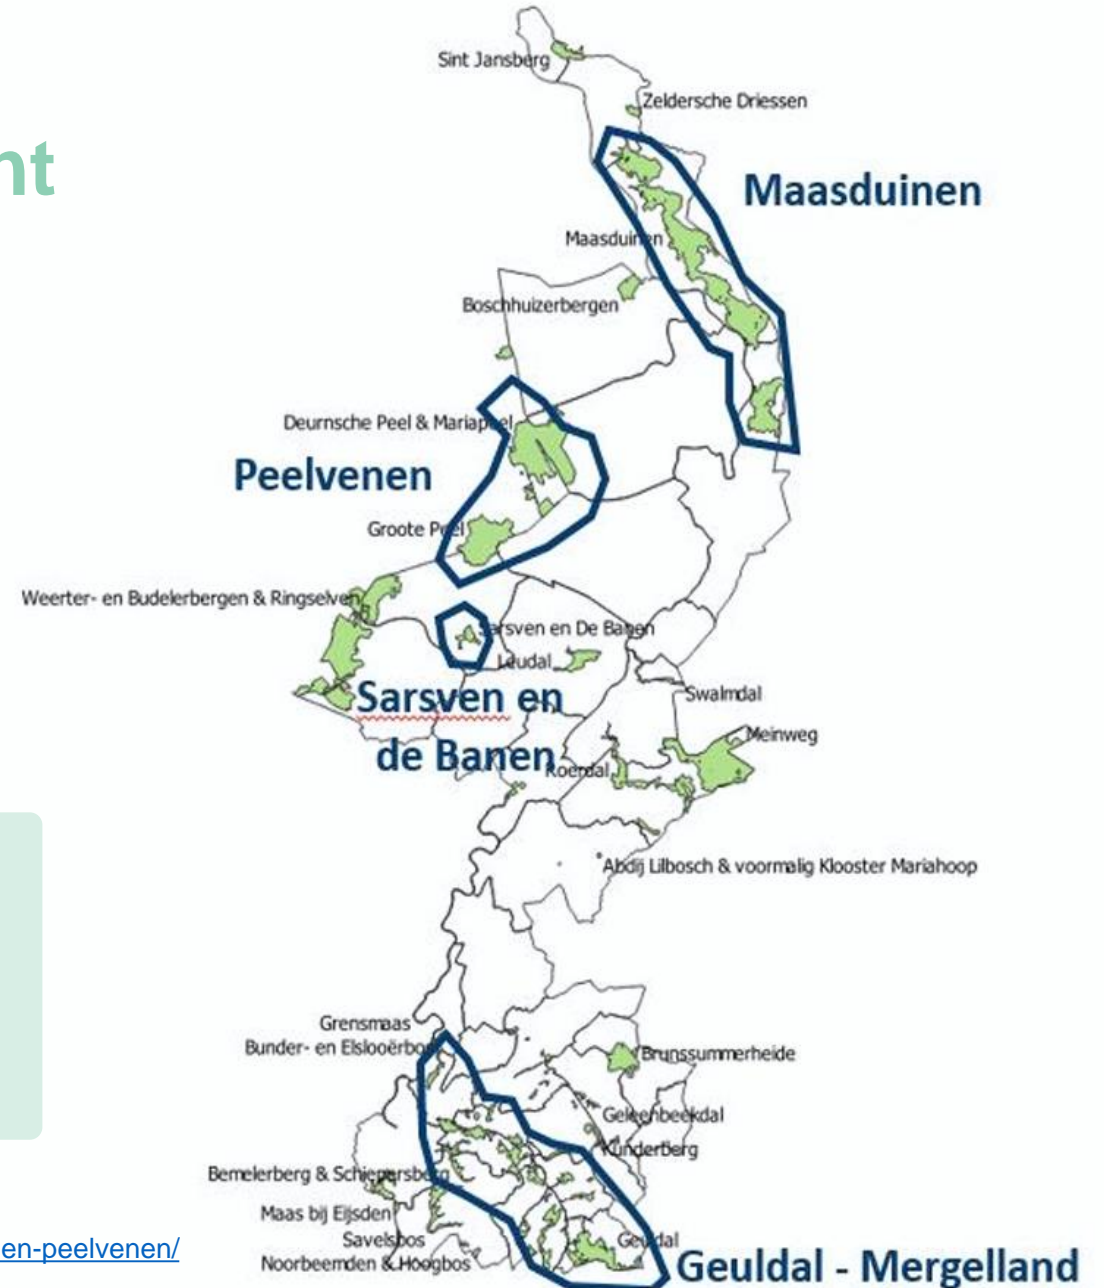 nt
Sint Jansberg
Zeldersche Driessen
Maasduinen
Maasduinen
Boschhuizerbergen
Deurnsche Peel & Mariapeel
Peelvenen
Groote Peel
Weerter- en Budelerbergen & Ringselven
Sarsven en De Banen
Leudal
Sarsven en
de Banen
Swalmdal
Meinweg
Roerdal
Abdij Lilbosch & voormalig Klooster Mariahoop
Grensmaas
Bunder- en Elslooërbos
Brunssummerheide
Geleenbeekdal
Kunderberg
Bemelerberg & Schiepersberg
Maas bij Eijsden
Savelsbos
Geuldal
en-peelvenen/
Noorbeemden & Hoogbos
Geuldal - Mergelland